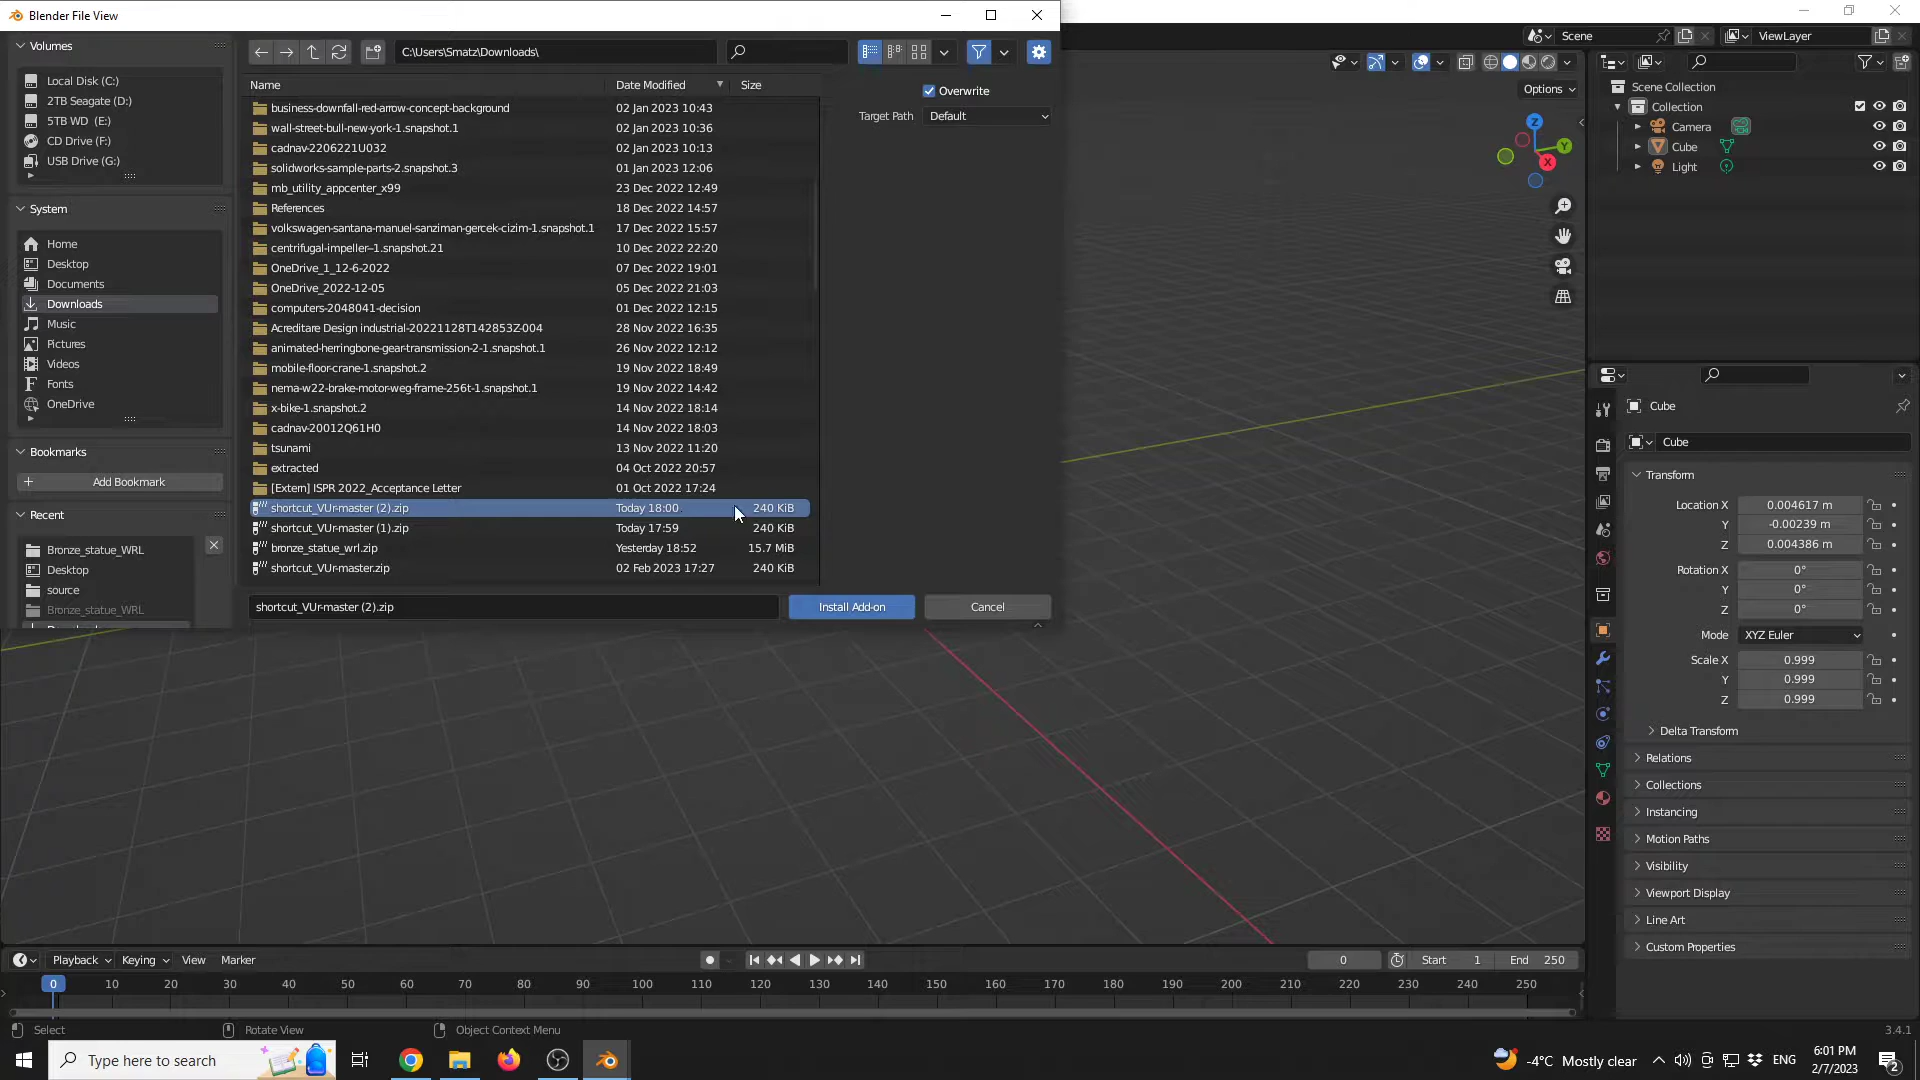 Blender File View
Volumes
Local Disk (C:)
2TB Seagate (D:)
5TB WD (E:)
CD Drive (F:)
USB Drive (G:)
System
Home
Desktop
Documents
Downloads
Music
Pictures
Videos
Fonts
OneDrive
Bookmarks
Add Bookmark
Recent
Bronze_statue_WRL
Desktop
source
Bronze_statue_WRL
C:\Users\Smatz\Downloads\
Name Date Modified Size
business-downfall-red-arrow-concept-background 02 Jan 2023 10:43
wall-street-bull-new-york-1.snapshot.1 02 Jan 2023 10:36
cadnav-2206221U032 02 Jan 2023 10:13
solidworks-sample-parts-2.snapshot.3 01 Jan 2023 12:06
mb_utility_appcenter_x99 23 Dec 2022 12:49
References 18 Dec 2022 14:57
volkswagen-santana-manuel-sanziman-gercek-cizim-1.snapshot.1 17 Dec 2022 15:57
centrifugal-impeller–1.snapshot.21 10 Dec 2022 22:20
OneDrive_1_12-6-2022 07 Dec 2022 19:01
OneDrive_2022-12-05 05 Dec 2022 21:03
computers-2048041-decision 01 Dec 2022 12:15
Acreditare Design industrial-20221128T142853Z-004 28 Nov 2022 16:35
animated-herringbone-gear-transmission-2-1.snapshot.1 26 Nov 2022 12:12
mobile-floor-crane-1.snapshot.2 19 Nov 2022 18:49
nema-w22-brake-motor-weg-frame-256t-1.snapshot.1 19 Nov 2022 14:42
x-bike-1.snapshot.2 14 Nov 2022 18:14
cadnav-20012Q61H0 14 Nov 2022 18:03
tsunami 13 Nov 2022 11:20
extracted 04 Oct 2022 20:57
[Extern] ISPR 2022_Acceptance Letter 01 Oct 2022 17:24
shortcut_VUr-master (2).zip Today 18:00 240 KiB
shortcut_VUr-master (1).zip Today 17:59 240 KiB
bronze_statue_wrl.zip Yesterday 18:52 15.7 MiB
shortcut_VUr-master.zip 02 Feb 2023 17:27 240 KiB
shortcut_VUr-master (2).zip Install Add-on Cancel
Overwrite
Target Path Default
Scene ViewLayer
Options
Z
Y
X
Scene Collection
Collection
Camera
Cube
Light
Cube
Cube
Transform
Location X 0.004617 m
Y -0.00239 m
Z 0.004386 m
Rotation X 0°
Y 0°
Z 0°
Mode XYZ Euler
Scale X 0.999
Y 0.999
Z 0.999
Delta Transform
Relations
Collections
Instancing
Motion Paths
Visibility
Viewport Display
Line Art
Custom Properties
Playback Keying View Marker 0 Start 1 End 250
0 10 20 30 40 50 60 70 80 90 100 110 120 130 140 150 160 170 180 190 200 210 220 230 240 250
Select Rotate View Object Context Menu 3.4.1
Type here to search -4°C Mostly clear ENG 6:01 PM
2/7/2023 2